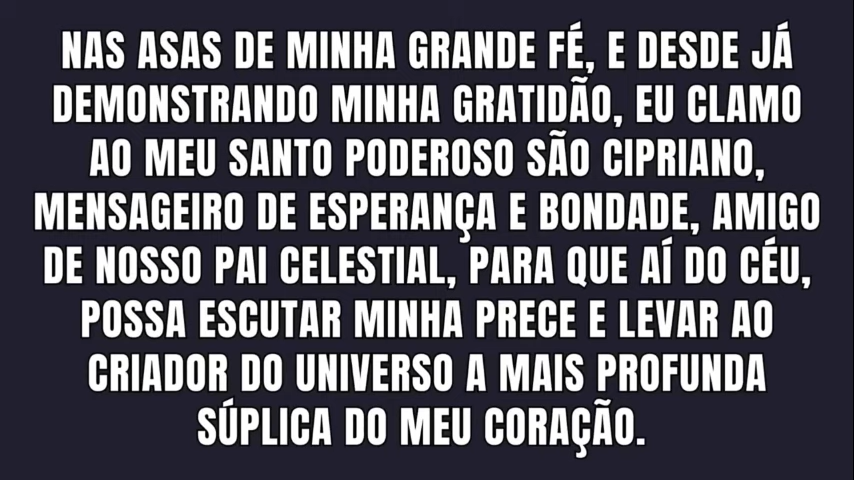 NAS ASAS DE MINHA GRANDE FÉ, E DESDE JÁ
DEMONSTRANDO MINHA GRATIDÃO, EU CLAMO
AO MEU SANTO PODEROSO SÃO CIPRIANO,
MENSAGEIRO DE ESPERANÇA E BONDADE, AMIGO
DE NOSSO PAI CELESTIAL, PARA QUE AÍ DO CÉU,
POSSA ESCUTAR MINHA PRECE E LEVAR AO
CRIADOR DO UNIVERSO A MAIS PROFUNDA
SÚPLICA DO MEU CORAÇÃO.